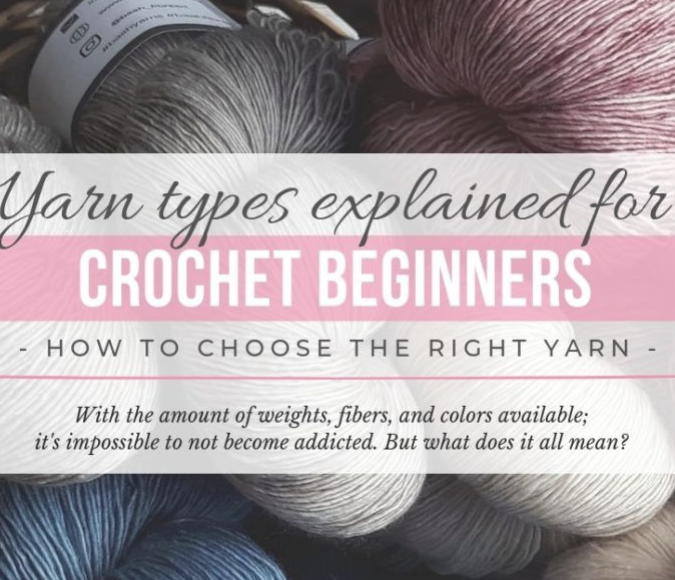 Yarn types explained for
CROCHET BEGINNERS
- HOW TO CHOOSE THE RIGHT YARN -
With the amount of weights, fibers, and colors available;
it's impossible to not become addicted. But what does it all mean?